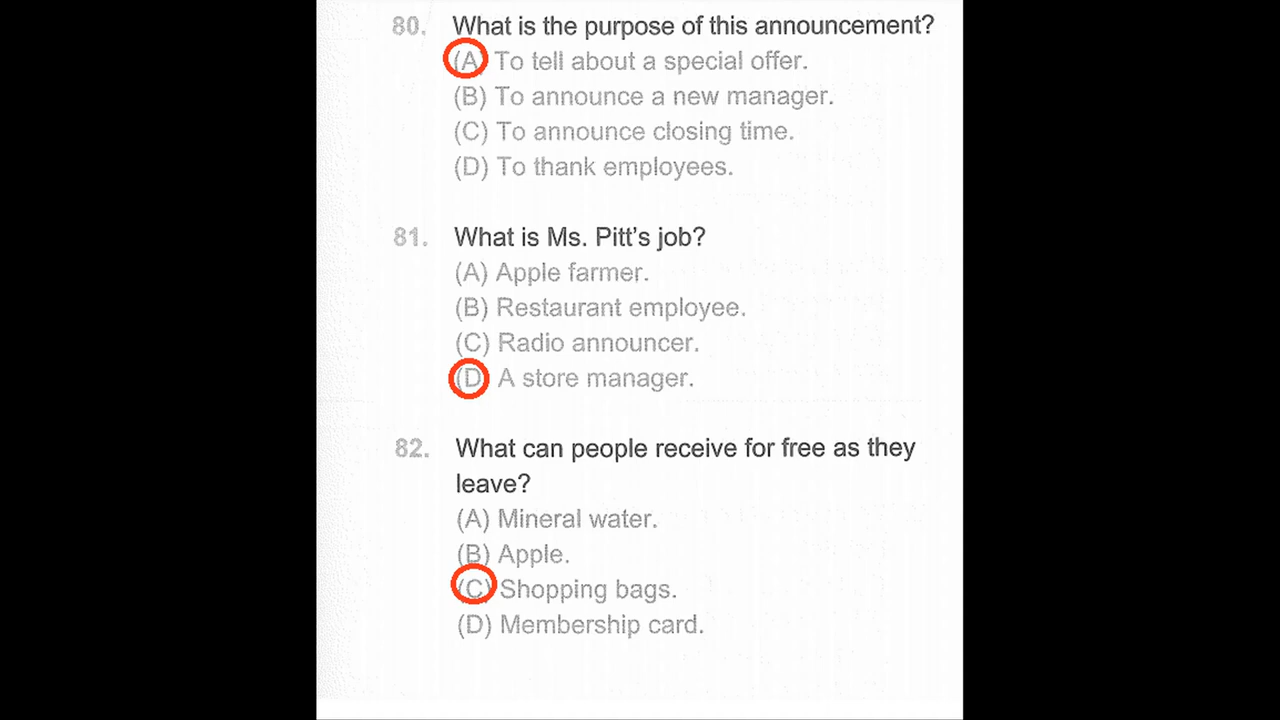 80. What is the purpose of this announcement?
(A) To tell about a special offer.
(B) To announce a new manager.
(C) To announce closing time.
(D) To thank employees.
81. What is Ms. Pitt's job?
(A) Apple farmer.
(B) Restaurant employee.
(C) Radio announcer.
(D) A store manager.
82. What can people receive for free as they
leave?
(A) Mineral water.
(B) Apple.
(C) Shopping bags.
(D) Membership card.